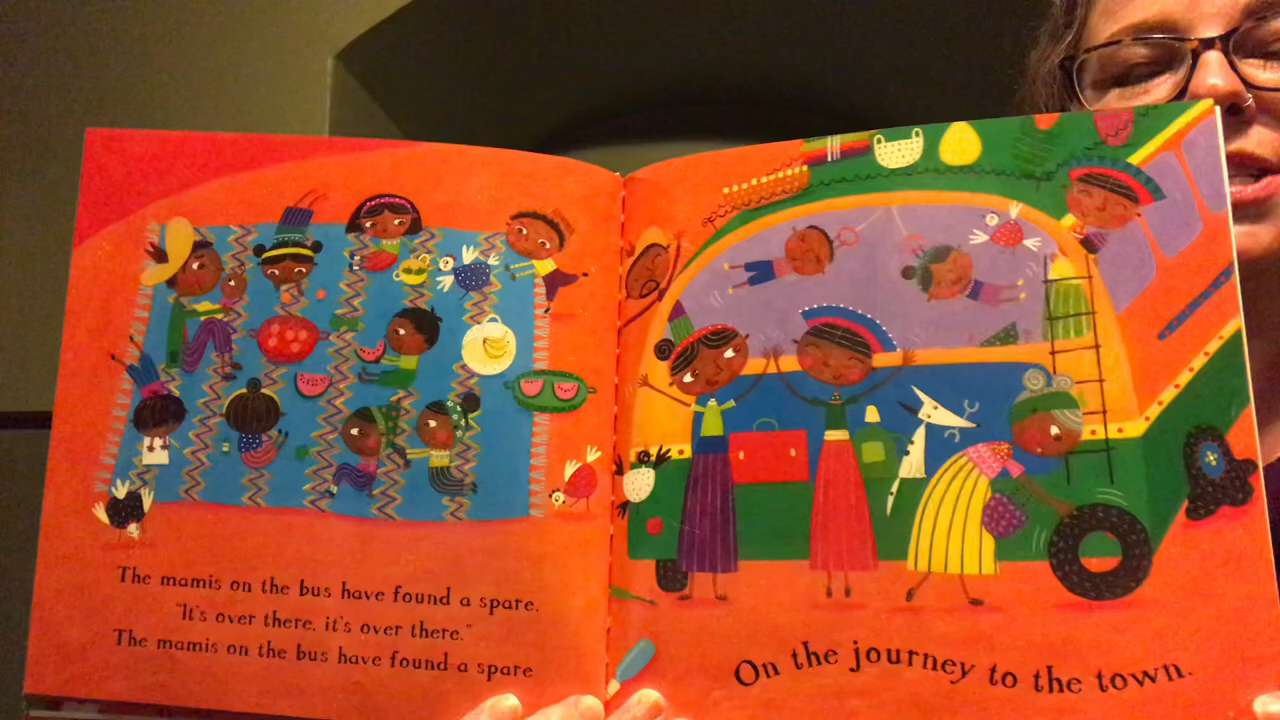 The mamis on the bus have found a spare.
"It's over there, it's over there."
The mamis on the bus have found a spare
On the journey to the town.